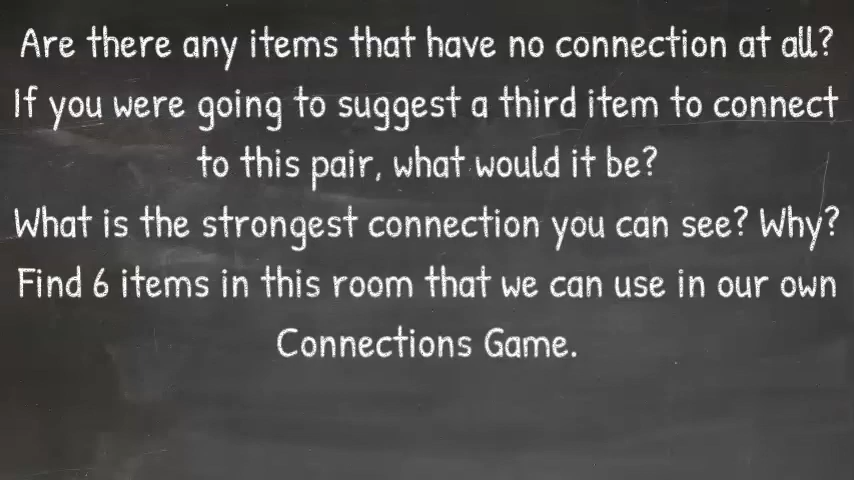 Are there any items that have no connection at all?
If you were going to suggest a third item to connect
to this pair, what would it be?
What is the strongest connection you can see? Why?
Find 6 items in this room that we can use in our own
Connections Game.